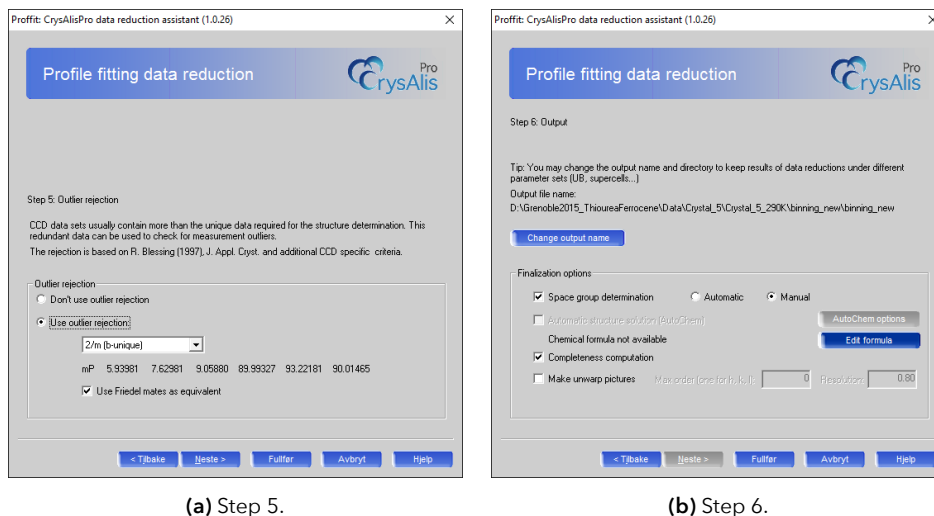 Proffit: CrysAlisPro data reduction assistant (1.0.26)
Profile fitting data reduction
CrysAlis Pro
Step 5: Outlier rejection
CCD data sets usually contain more than the unique data required for the structure determination. This
redundant data can be used to check for measurement outliers.
The rejection is based on R. Blessing (1997), J. Appl. Cryst. and additional CCD specific criteria.
Outlier rejection
Don't use outlier rejection
Use outlier rejection:
2/m (b-unique)
mP 5.93981 7.62981 9.05880 89.99327 93.22181 90.01465
Use Friedel mates as equivalent
< Tilbake Neste > Fullfør Avbryt Hjelp
(a) Step 5.
Proffit: CrysAlisPro data reduction assistant (1.0.26)
Profile fitting data reduction
CrysAlis Pro
Step 6: Output
Tip: You may change the output name and directory to keep results of data reductions under different
parameter sets (UB, supercells...)
Output file name:
D:\Grenoble2015_ThioureaFerrocene\Data\Crystal_5\Crystal_5_290K\binning_new\binning_new
Change output name
Finalization options
Space group determination Automatic Manual
Automatic structure solution (AutoChem) AutoChem options
Chemical formula not available Edit formula
Completeness computation
Make unwarp pictures Max order (one for h, k, l): 0 Resolution: 0.80
< Tilbake Neste > Fullfør Avbryt Hjelp
(b) Step 6.